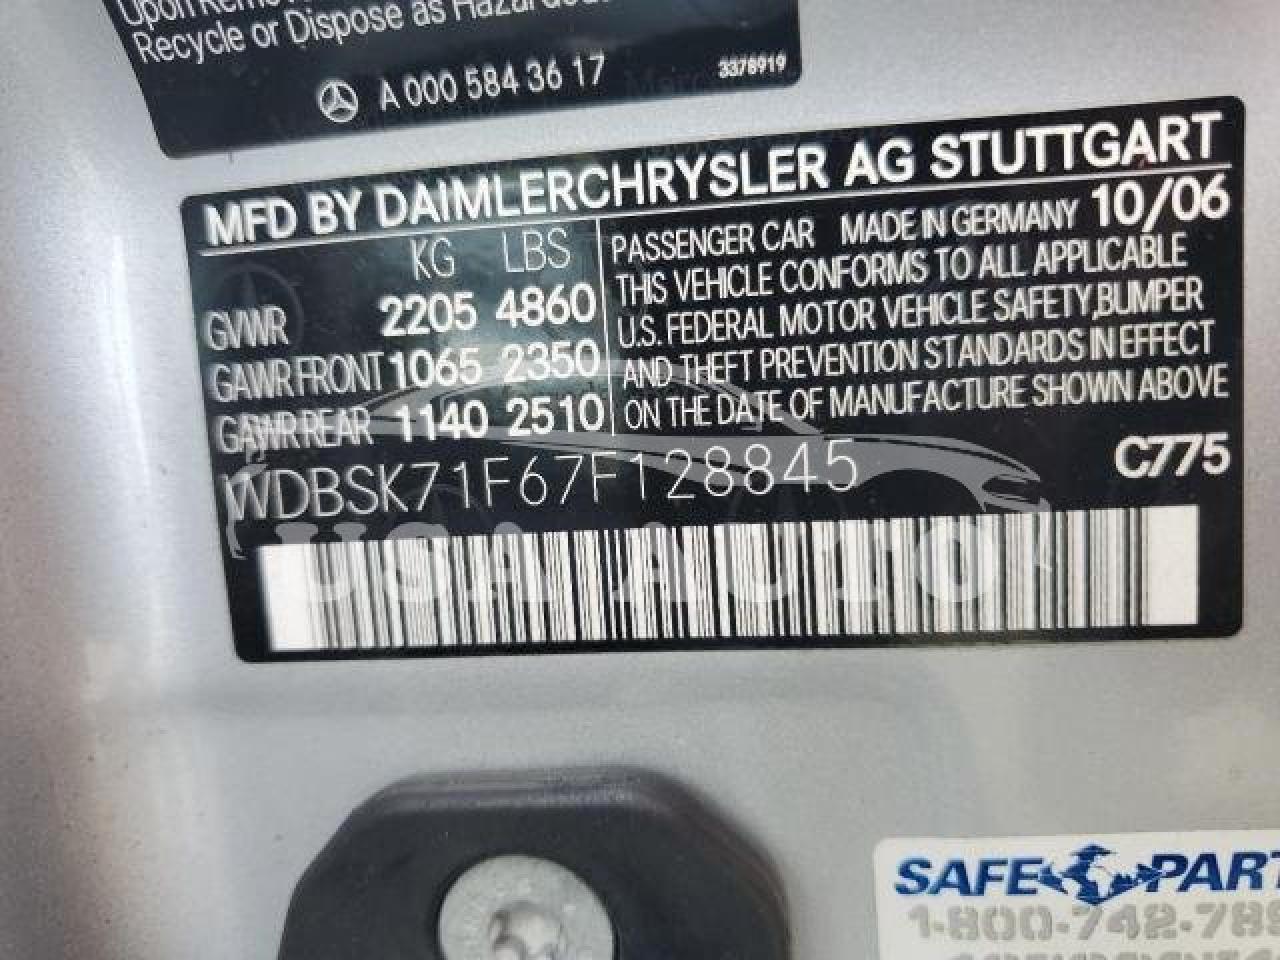 Recycle or Dispose as
A 000 584 36 17
3378919
MFD BY DAIMLERCHRYSLER AG STUTTGART
KG LBS
GVWR 2205 4860
GAWR FRONT 1065 2350
GAWR REAR 1140 2510
PASSENGER CAR MADE IN GERMANY 10/06
THIS VEHICLE CONFORMS TO ALL APPLICABLE
U.S. FEDERAL MOTOR VEHICLE SAFETY,BUMPER
AND THEFT PREVENTION STANDARDS IN EFFECT
ON THE DATE OF MANUFACTURE SHOWN ABOVE
WDBSK71F67F128845
C775
USA AUTO
SAFE PART
1-800-742-789